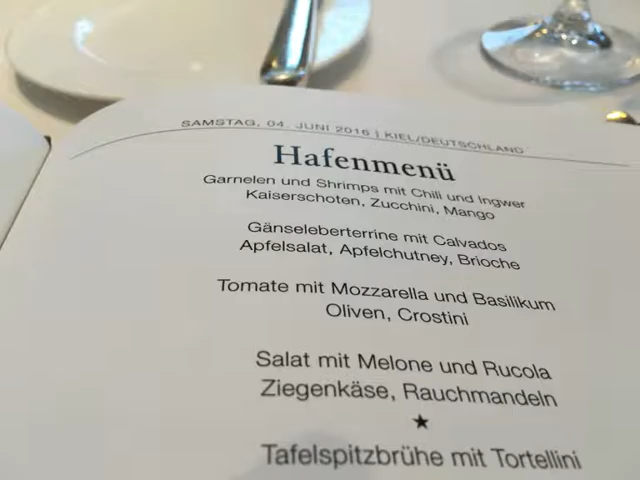 SAMSTAG, 04. JUNI 2016 | KIEL/DEUTSCHLAND
Hafenmenü
Garnelen und Shrimps mit Chili und Ingwer
Kaiserschoten, Zucchini, Mango
Gänseleberterrine mit Calvados
Apfelsalat, Apfelchutney, Brioche
Tomate mit Mozzarella und Basilikum
Oliven, Crostini
Salat mit Melone und Rucola
Ziegenkäse, Rauchmandeln
★
Tafelspitzbrühe mit Tortellini